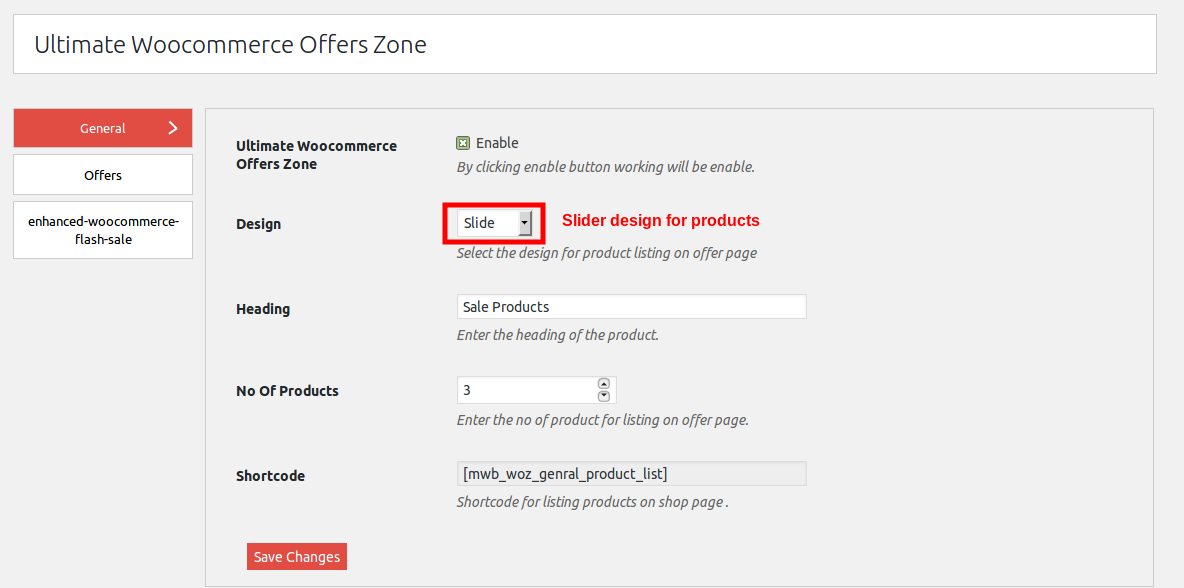 Ultimate Woocommerce Offers Zone
General
Offers
enhanced-woocommerce-
flash-sale
Ultimate Woocommerce
Offers Zone
Enable
By clicking enable button working will be enable.
Design
Slide
Slider design for products
Select the design for product listing on offer page
Heading
Sale Products
Enter the heading of the product.
No Of Products
3
Enter the no of product for listing on offer page.
Shortcode
[mwb_woz_genral_product_list]
Shortcode for listing products on shop page .
Save Changes